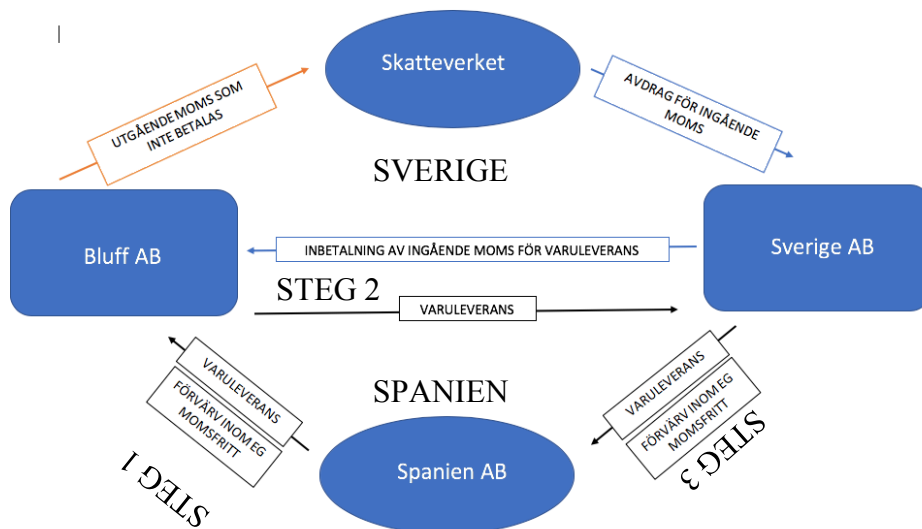 Skatteverket
UTGÅENDE MOMS SOM
INTE BETALAS
AVDRAG FÖR INGÅENDE
MOMS
SVERIGE
Bluff AB
INBETALNING AV INGÅENDE MOMS FÖR VARULEVERANS
Sverige AB
STEG 2
VARULEVERANS
VARULEVERANS
FÖRVÄRV INOM EG
MOMSFRITT
STEG 1
SPANIEN
Spanien AB
VARULEVERANS
FÖRVÄRV INOM EG
MOMSFRITT
STEG 3